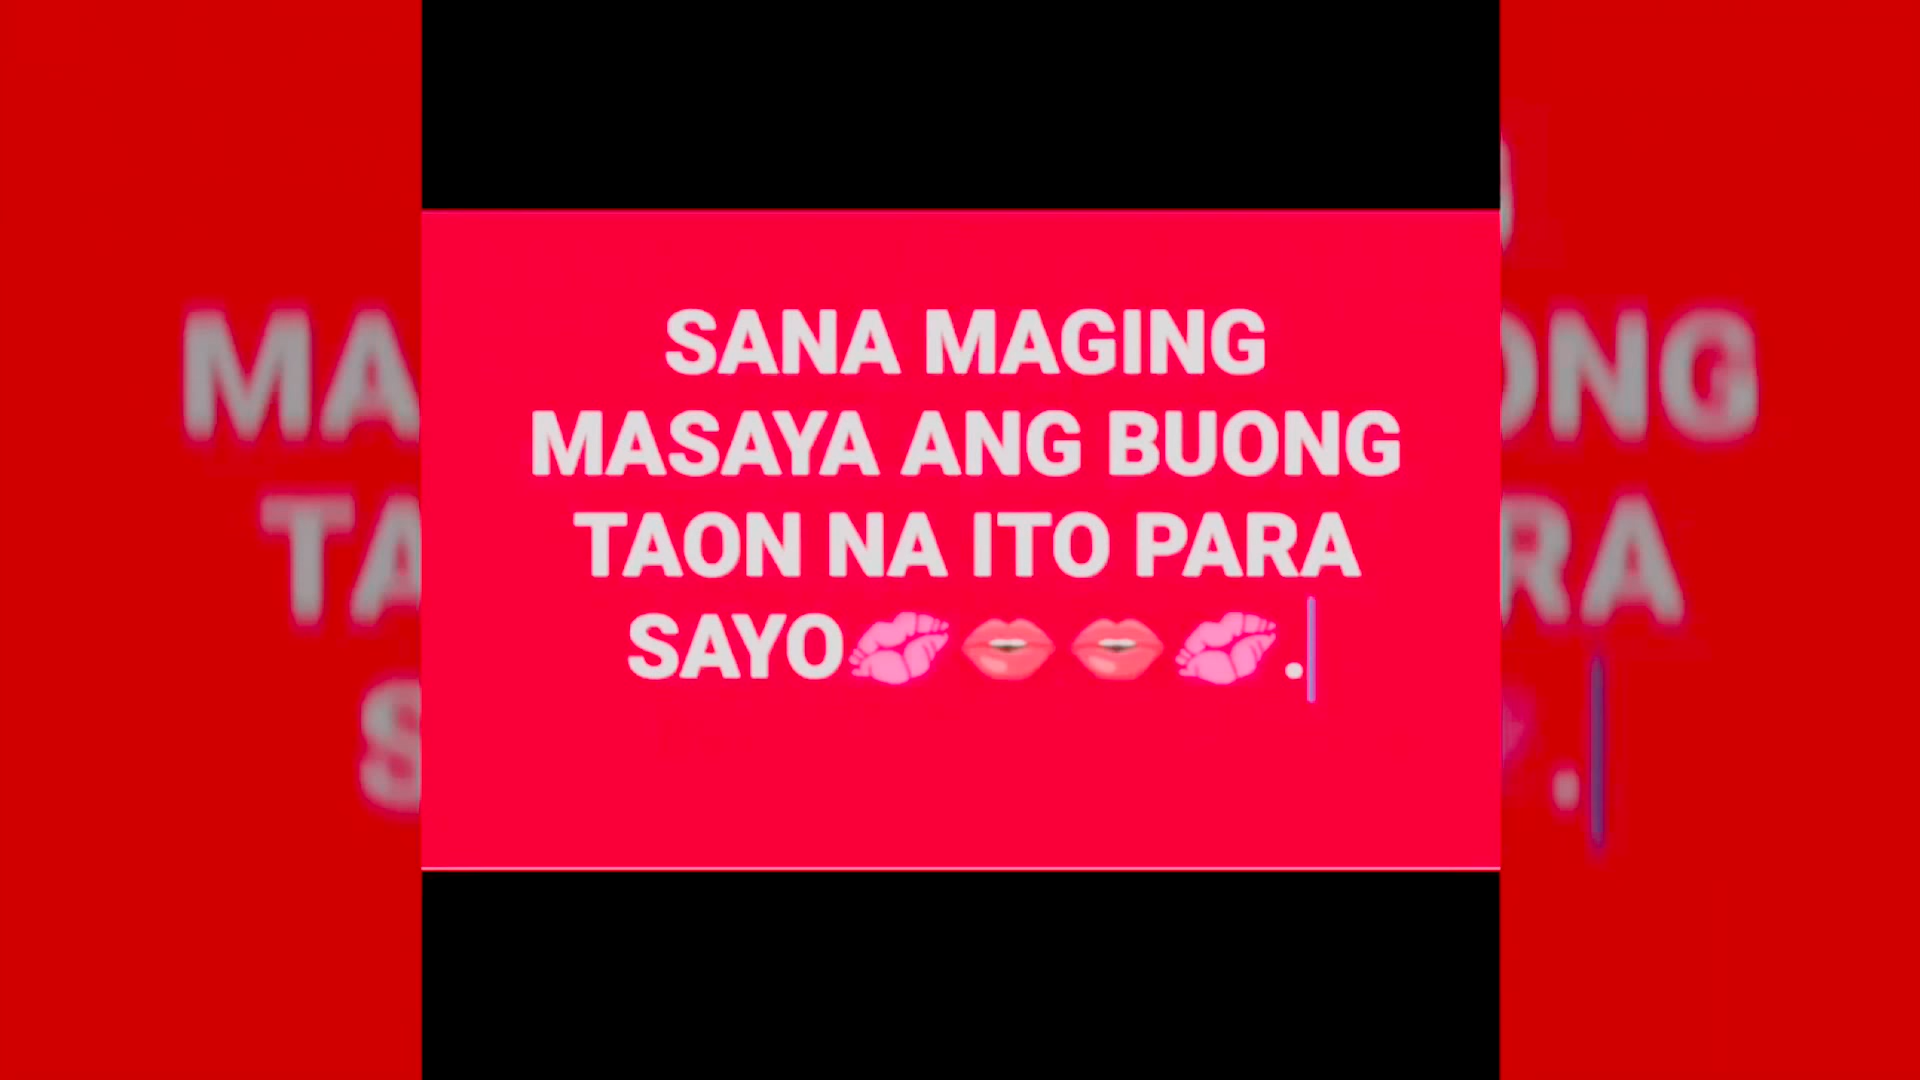 SANA MAGING
MASAYA ANG BUONG
TAON NA ITO PARA
SAYO💋👄👄💋.